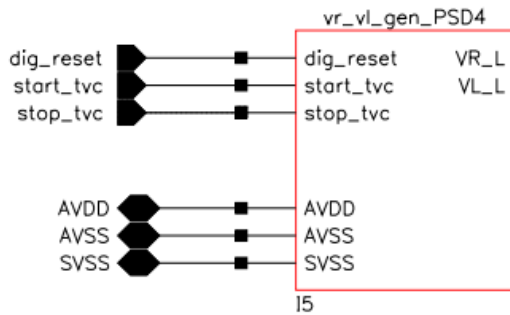 vr_vl_gen_PSD4
dig_reset dig_reset VR_L
start_tvc start_tvc VL_L
stop_tvc stop_tvc
AVDD AVDD
AVSS AVSS
SVSS SVSS
I5